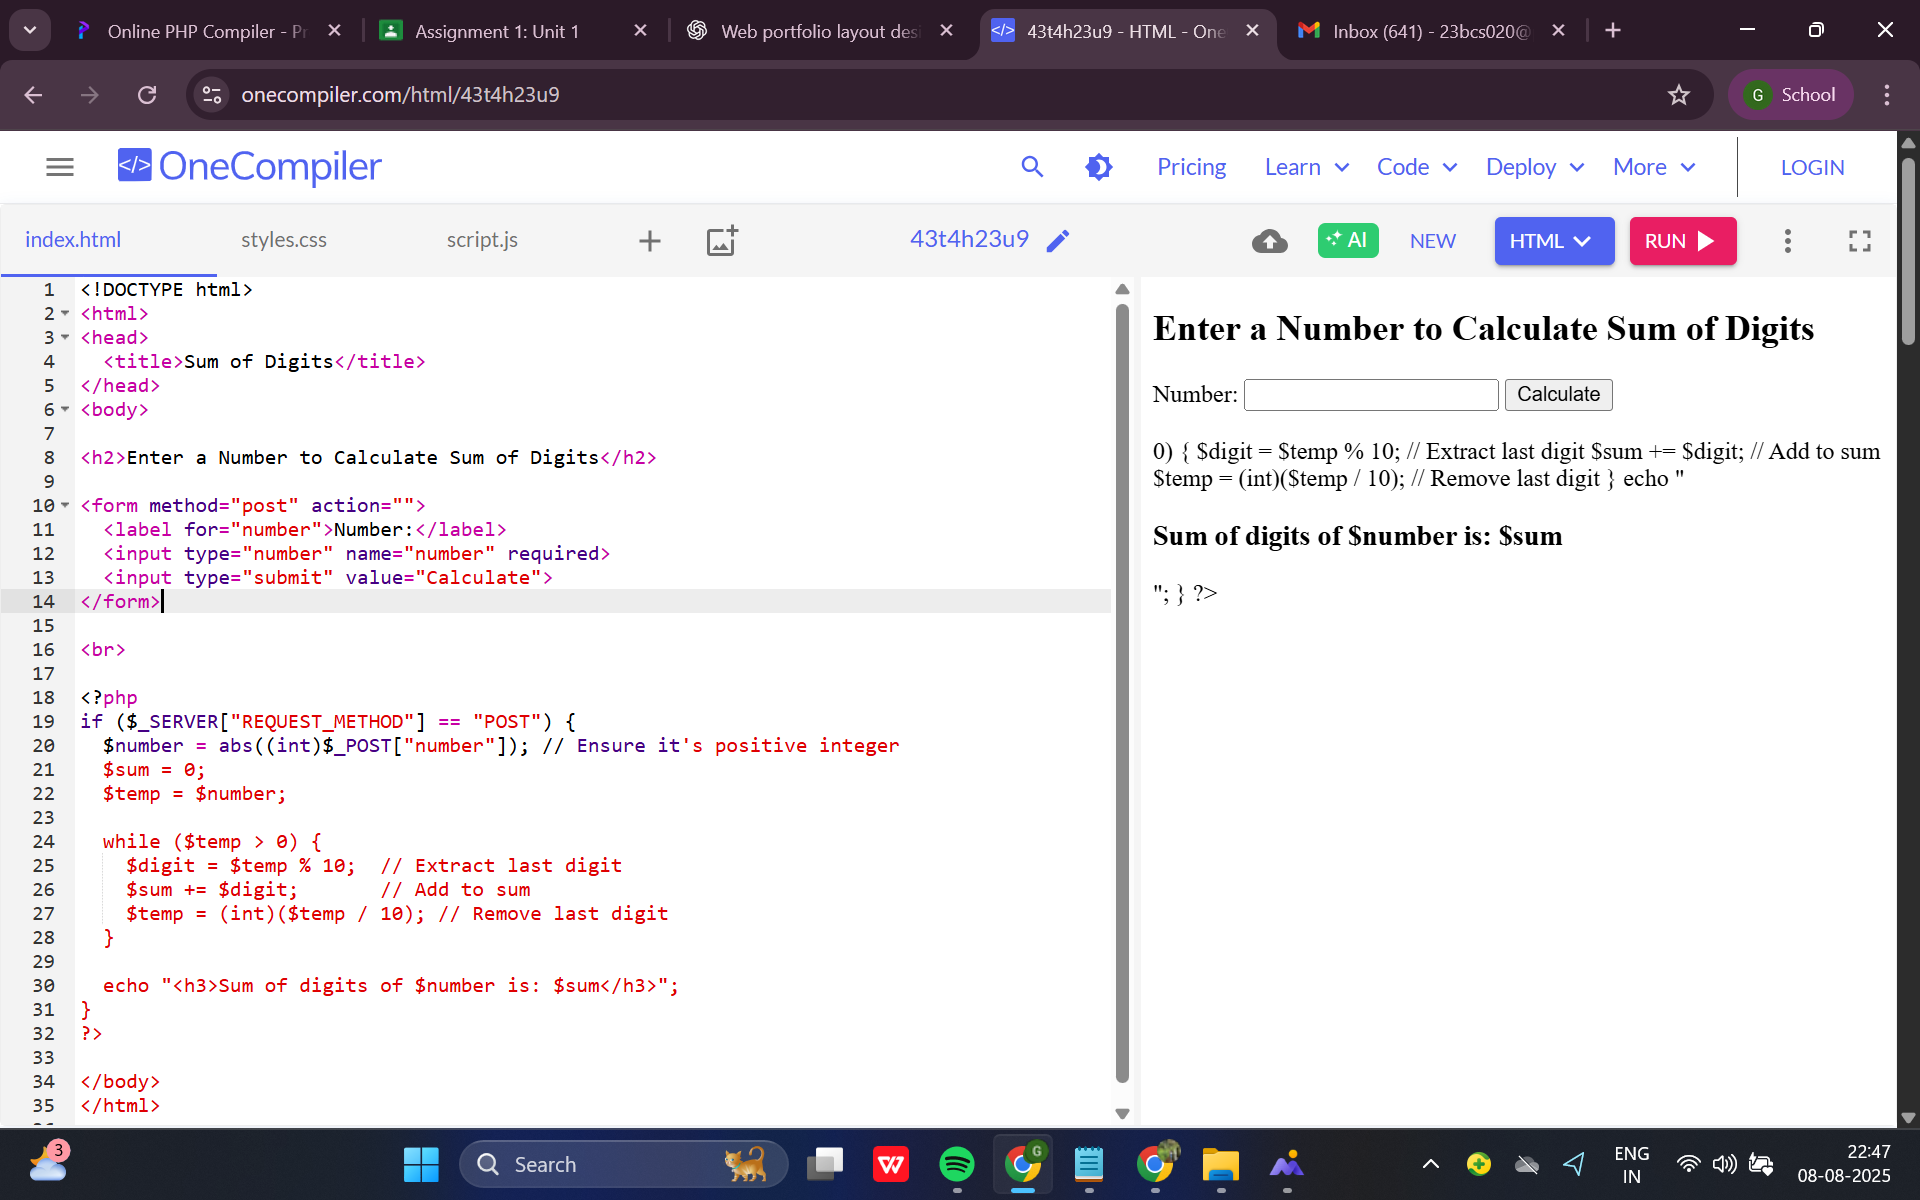 Online PHP Compiler - Pr
Assignment 1: Unit 1
Web portfolio layout des
43t4h23u9 - HTML - One
Inbox (641) - 23bcs020@
onecompiler.com/html/43t4h23u9
G School
</> OneCompiler
Pricing
Learn
Code
Deploy
More
LOGIN
index.html
styles.css
script.js
43t4h23u9
AI
NEW
HTML
RUN
1 <!DOCTYPE html>
2 <html>
3 <head>
4 <title>Sum of Digits</title>
5 </head>
6 <body>
7
8 <h2>Enter a Number to Calculate Sum of Digits</h2>
9
10 <form method="post" action="">
11 <label for="number">Number:</label>
12 <input type="number" name="number" required>
13 <input type="submit" value="Calculate">
14 </form>
15
16 <br>
17
18 <?php
19 if ($_SERVER["REQUEST_METHOD"] == "POST") {
20 $number = abs((int)$_POST["number"]); // Ensure it's positive integer
21 $sum = 0;
22 $temp = $number;
23
24 while ($temp > 0) {
25 $digit = $temp % 10; // Extract last digit
26 $sum += $digit; // Add to sum
27 $temp = (int)($temp / 10); // Remove last digit
28 }
29
30 echo "<h3>Sum of digits of $number is: $sum</h3>";
31 }
32 ?>
33
34 </body>
35 </html>
Enter a Number to Calculate Sum of Digits
Number: Calculate
0) { $digit = $temp % 10; // Extract last digit $sum += $digit; // Add to sum
$temp = (int)($temp / 10); // Remove last digit } echo "
Sum of digits of $number is: $sum
"; } ?>
3
Search
W
G
ENG
IN
22:47
08-08-2025